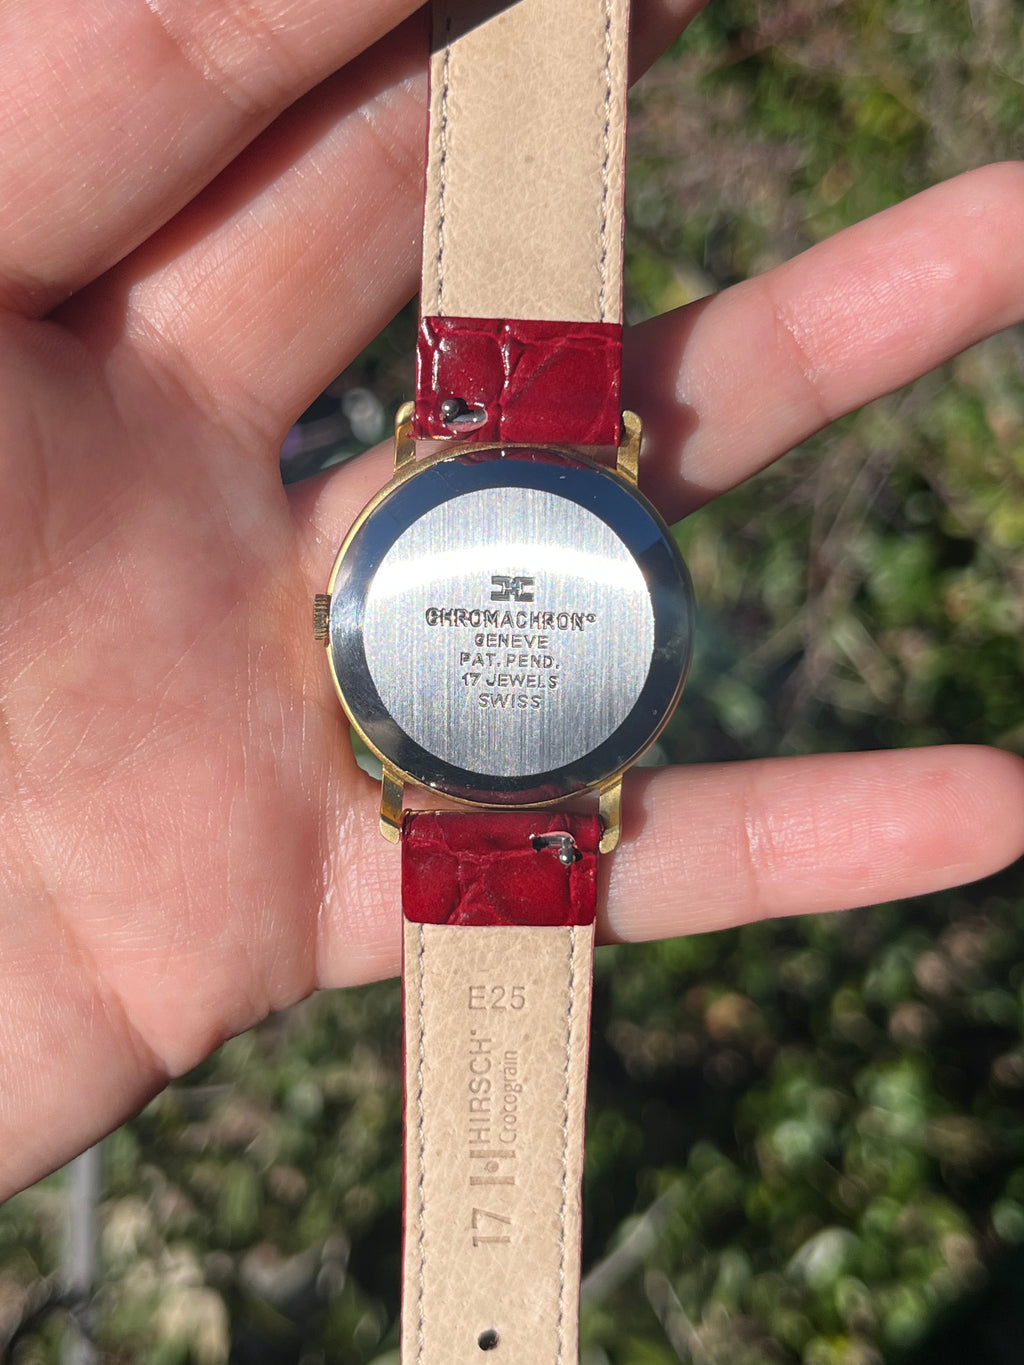 CHROMACHRON®
GENEVE
PAT. PEND.
17 JEWELS
SWISS
E25
HIRSCH®
Crocograin
17